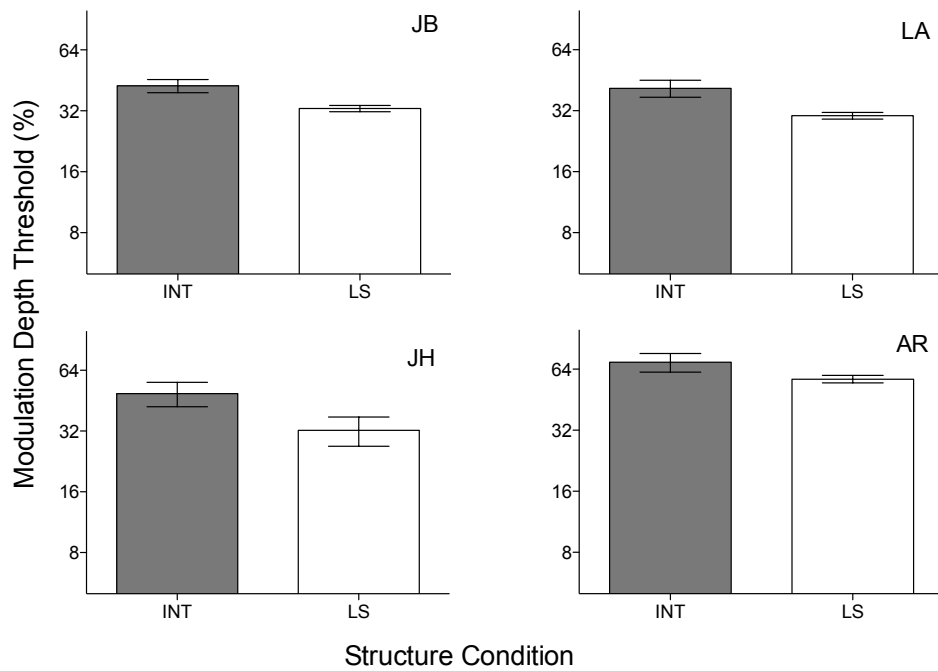 Modulation Depth Threshold (%)
JB
64
32
16
8
INT LS
LA
64
32
16
8
INT LS
JH
64
32
16
8
INT LS
AR
64
32
16
8
INT LS
Structure Condition